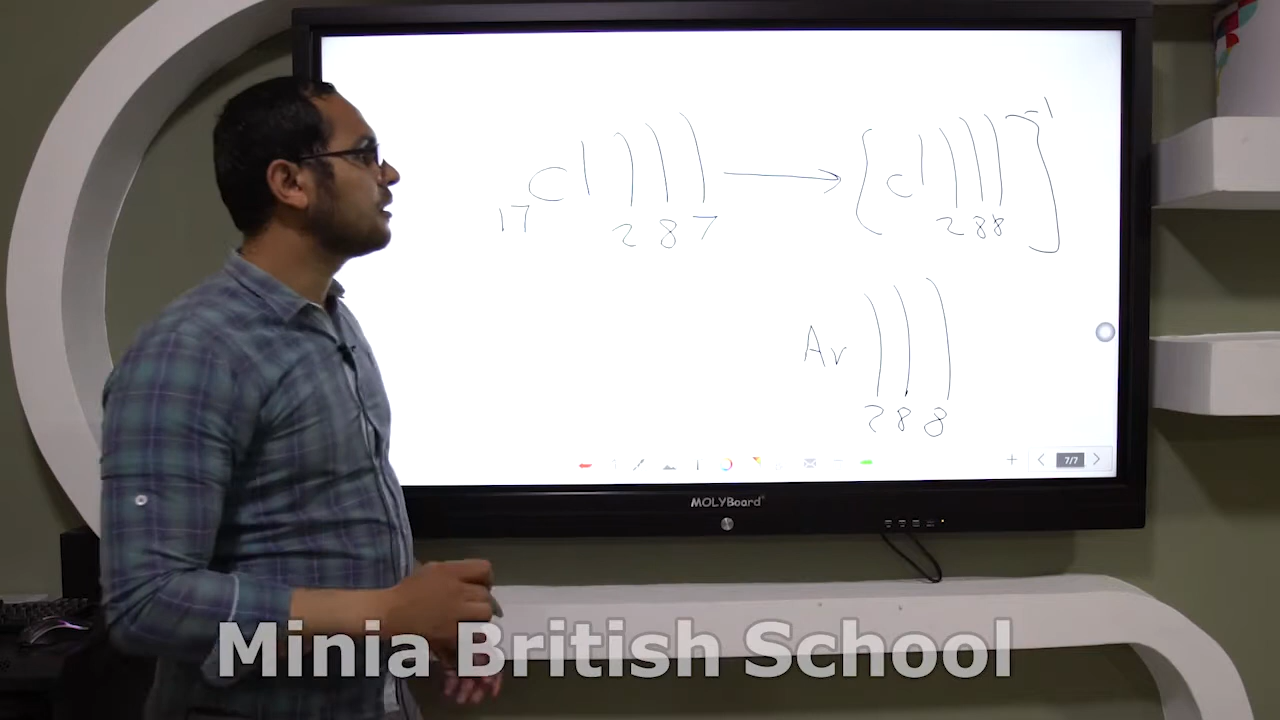 Cl 2 8 7 → [Cl 2 8 8]⁻¹
17
Ar 2 8 8
7/7
MOLYBoard
Minia British School